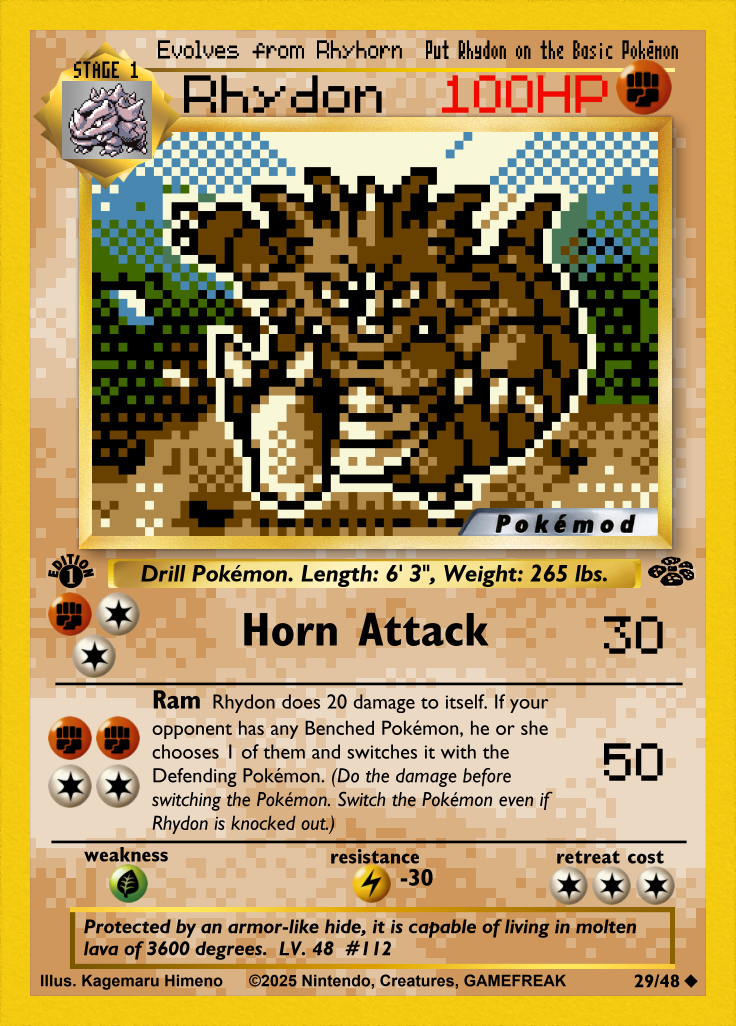 Evolves from Rhyhorn Put Rhydon on the Basic Pokémon
STAGE 1
Rhydon 100HP
Pokémod
EDITION 1
Drill Pokémon. Length: 6' 3", Weight: 265 lbs.
Horn Attack 30
Ram Rhydon does 20 damage to itself. If your
opponent has any Benched Pokémon, he or she
chooses 1 of them and switches it with the
Defending Pokémon. (Do the damage before
switching the Pokémon. Switch the Pokémon even if
Rhydon is knocked out.)
50
weakness resistance retreat cost
-30
Protected by an armor-like hide, it is capable of living in molten
lava of 3600 degrees. LV. 48 #112
Illus. Kagemaru Himeno ©2025 Nintendo, Creatures, GAMEFREAK 29/48